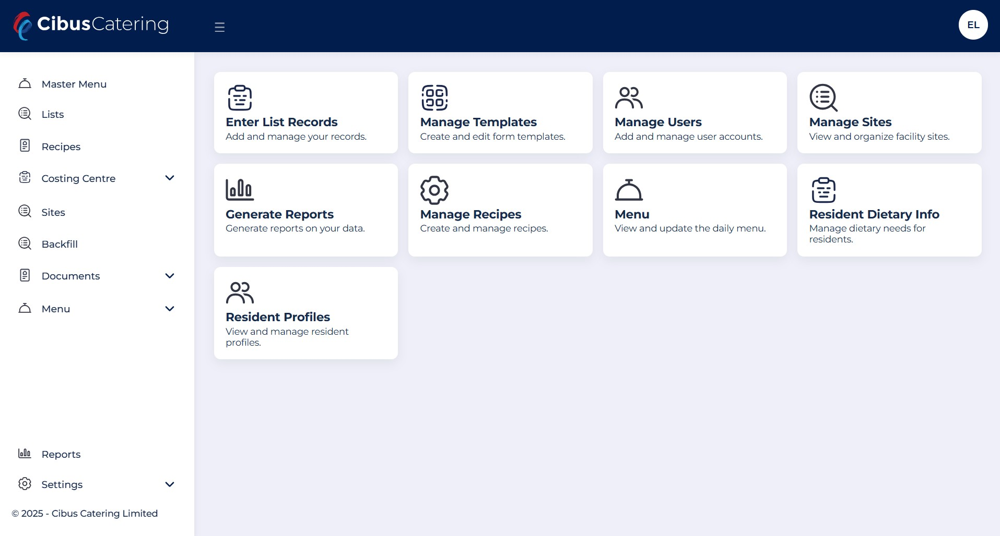 CibusCatering
EL
Master Menu
Lists
Recipes
Costing Centre
Sites
Backfill
Documents
Menu
Reports
Settings
© 2025 - Cibus Catering Limited
Enter List Records
Add and manage your records.
Manage Templates
Create and edit form templates.
Manage Users
Add and manage user accounts.
Manage Sites
View and organize facility sites.
Generate Reports
Generate reports on your data.
Manage Recipes
Create and manage recipes.
Menu
View and update the daily menu.
Resident Dietary Info
Manage dietary needs for
residents.
Resident Profiles
View and manage resident
profiles.